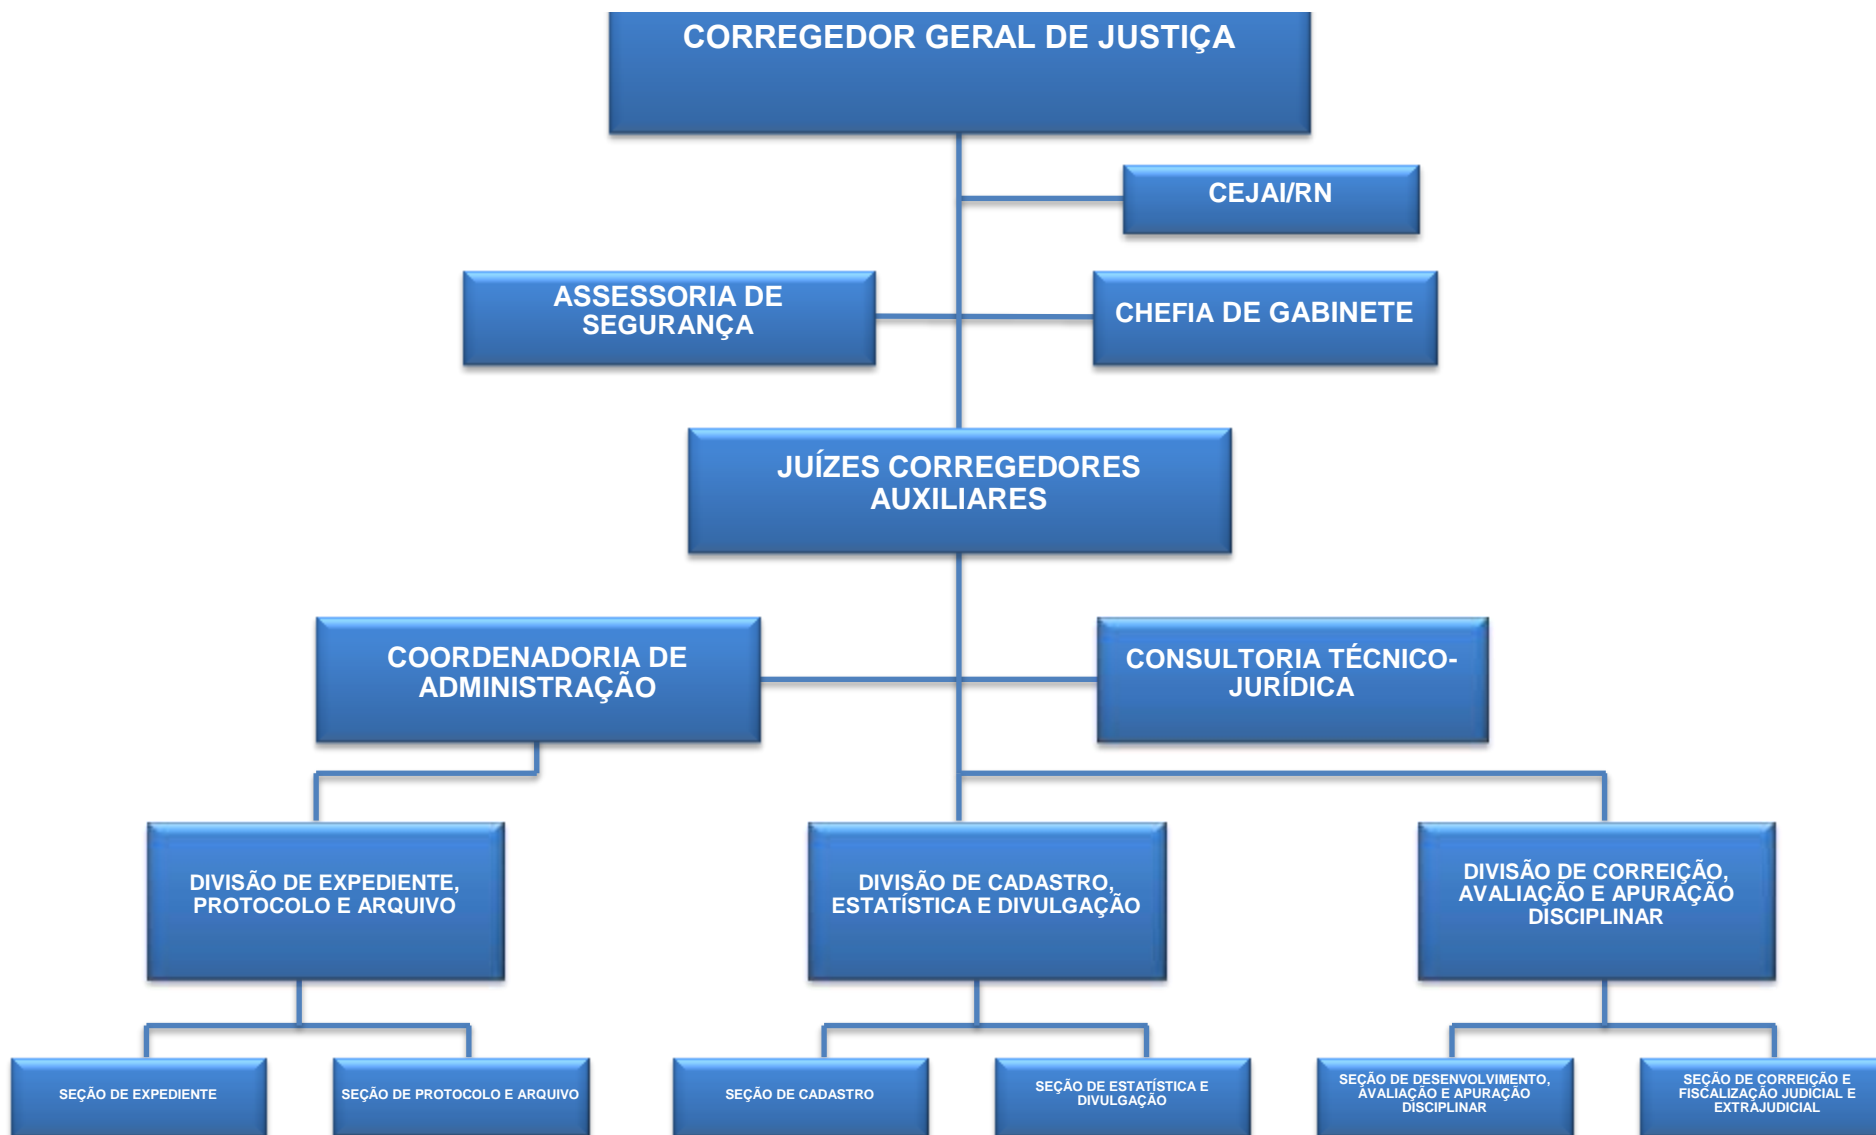 CORREGEDOR GERAL DE JUSTIÇA
CEJAI/RN
ASSESSORIA DE
SEGURANÇA
CHEFIA DE GABINETE
JUÍZES CORREGEDORES
AUXILIARES
COORDENADORIA DE
ADMINISTRAÇÃO
CONSULTORIA TÉCNICO-
JURÍDICA
DIVISÃO DE EXPEDIENTE,
PROTOCOLO E ARQUIVO
DIVISÃO DE CADASTRO,
ESTATÍSTICA E DIVULGAÇÃO
DIVISÃO DE CORREIÇÃO,
AVALIAÇÃO E APURAÇÃO
DISCIPLINAR
SEÇÃO DE EXPEDIENTE
SEÇÃO DE PROTOCOLO E ARQUIVO
SEÇÃO DE CADASTRO
SEÇÃO DE ESTATÍSTICA E
DIVULGAÇÃO
SEÇÃO DE DESENVOLVIMENTO,
AVALIAÇÃO E APURAÇÃO
DISCIPLINAR
SEÇÃO DE CORREIÇÃO E
FISCALIZAÇÃO JUDICIAL E
EXTRAJUDICIAL